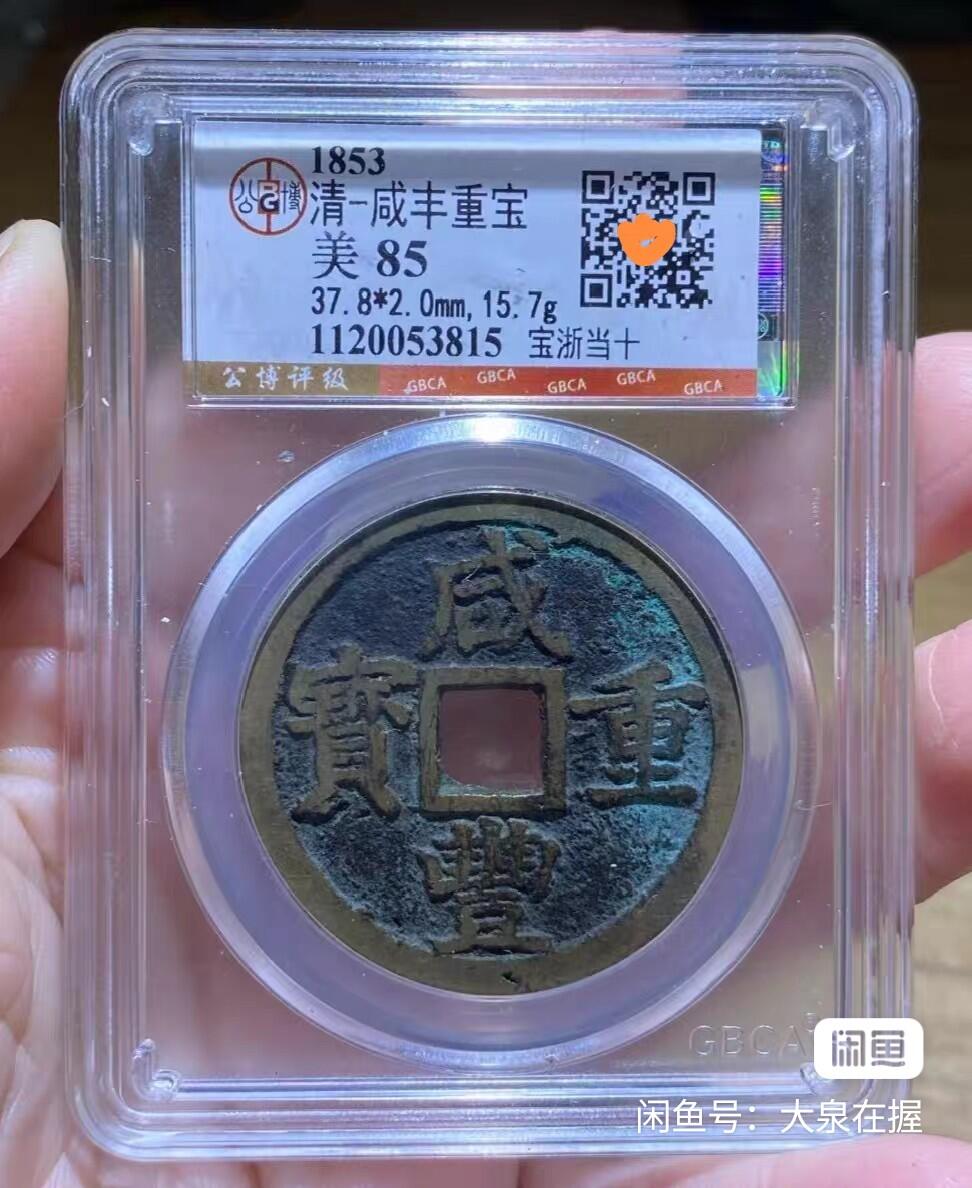 1853
公博
清-咸丰重宝
美 85
37.8*2.0mm, 15.7g
1120053815 宝浙当十
公博评级 GBCA GBCA GBCA GBCA GBCA
咸
寶 重
豐
GBCA
闲鱼
闲鱼号：大泉在握